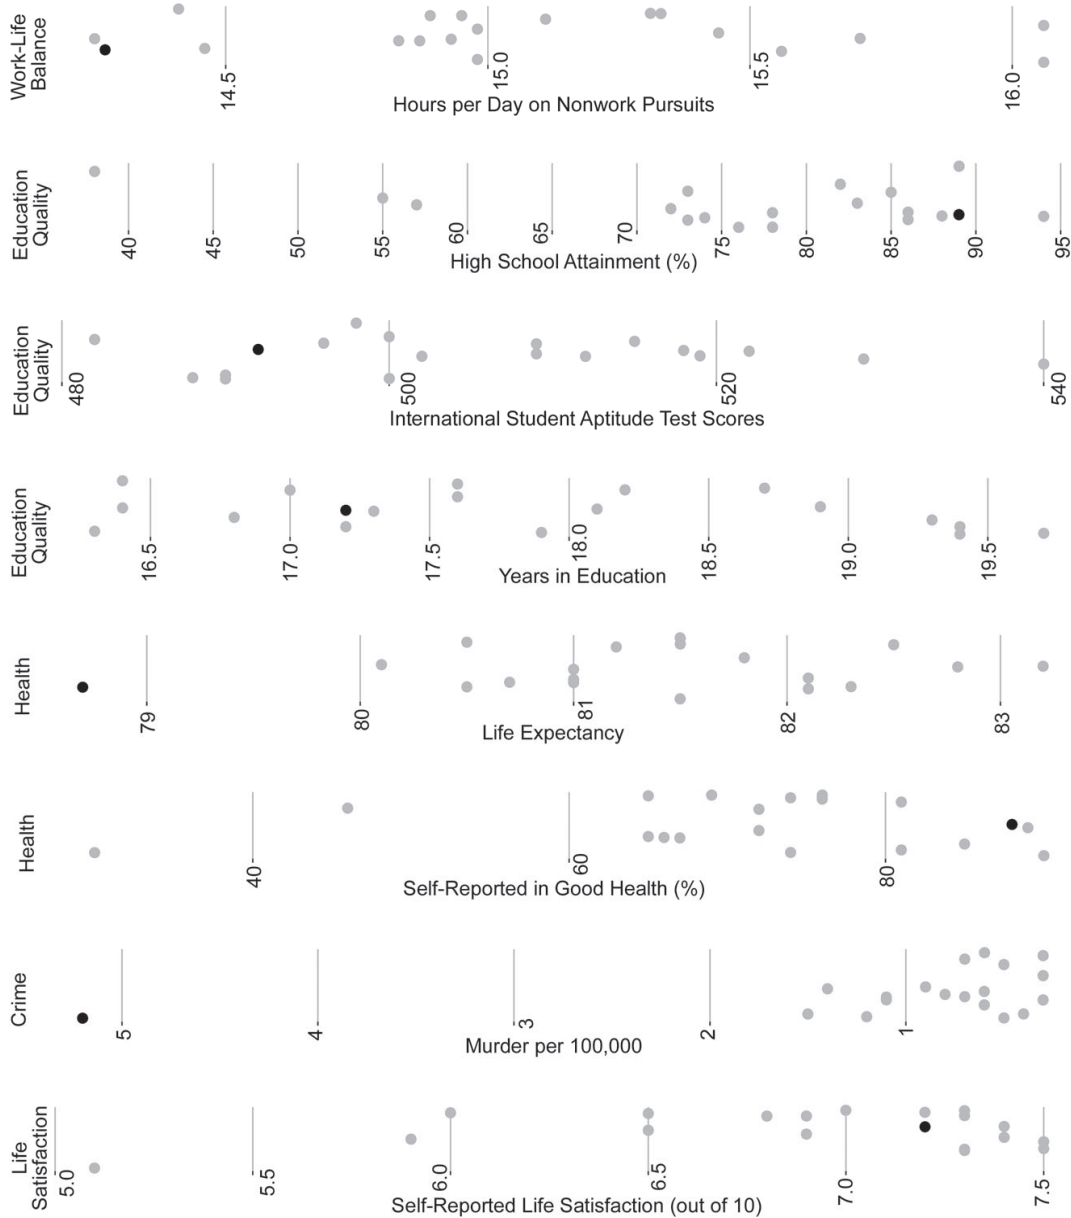 Work-Life
Balance
14.5
15.0
15.5
16.0
Hours per Day on Nonwork Pursuits
Education
Quality
40
45
50
55
60
65
70
75
80
85
90
95
High School Attainment (%)
Education
Quality
480
500
520
540
International Student Aptitude Test Scores
Education
Quality
16.5
17.0
17.5
18.0
18.5
19.0
19.5
Years in Education
Health
79
80
81
82
83
Life Expectancy
Health
40
60
80
Self-Reported in Good Health (%)
Crime
5
4
3
2
1
Murder per 100,000
Life
Satisfaction
5.0
5.5
6.0
6.5
7.0
7.5
Self-Reported Life Satisfaction (out of 10)